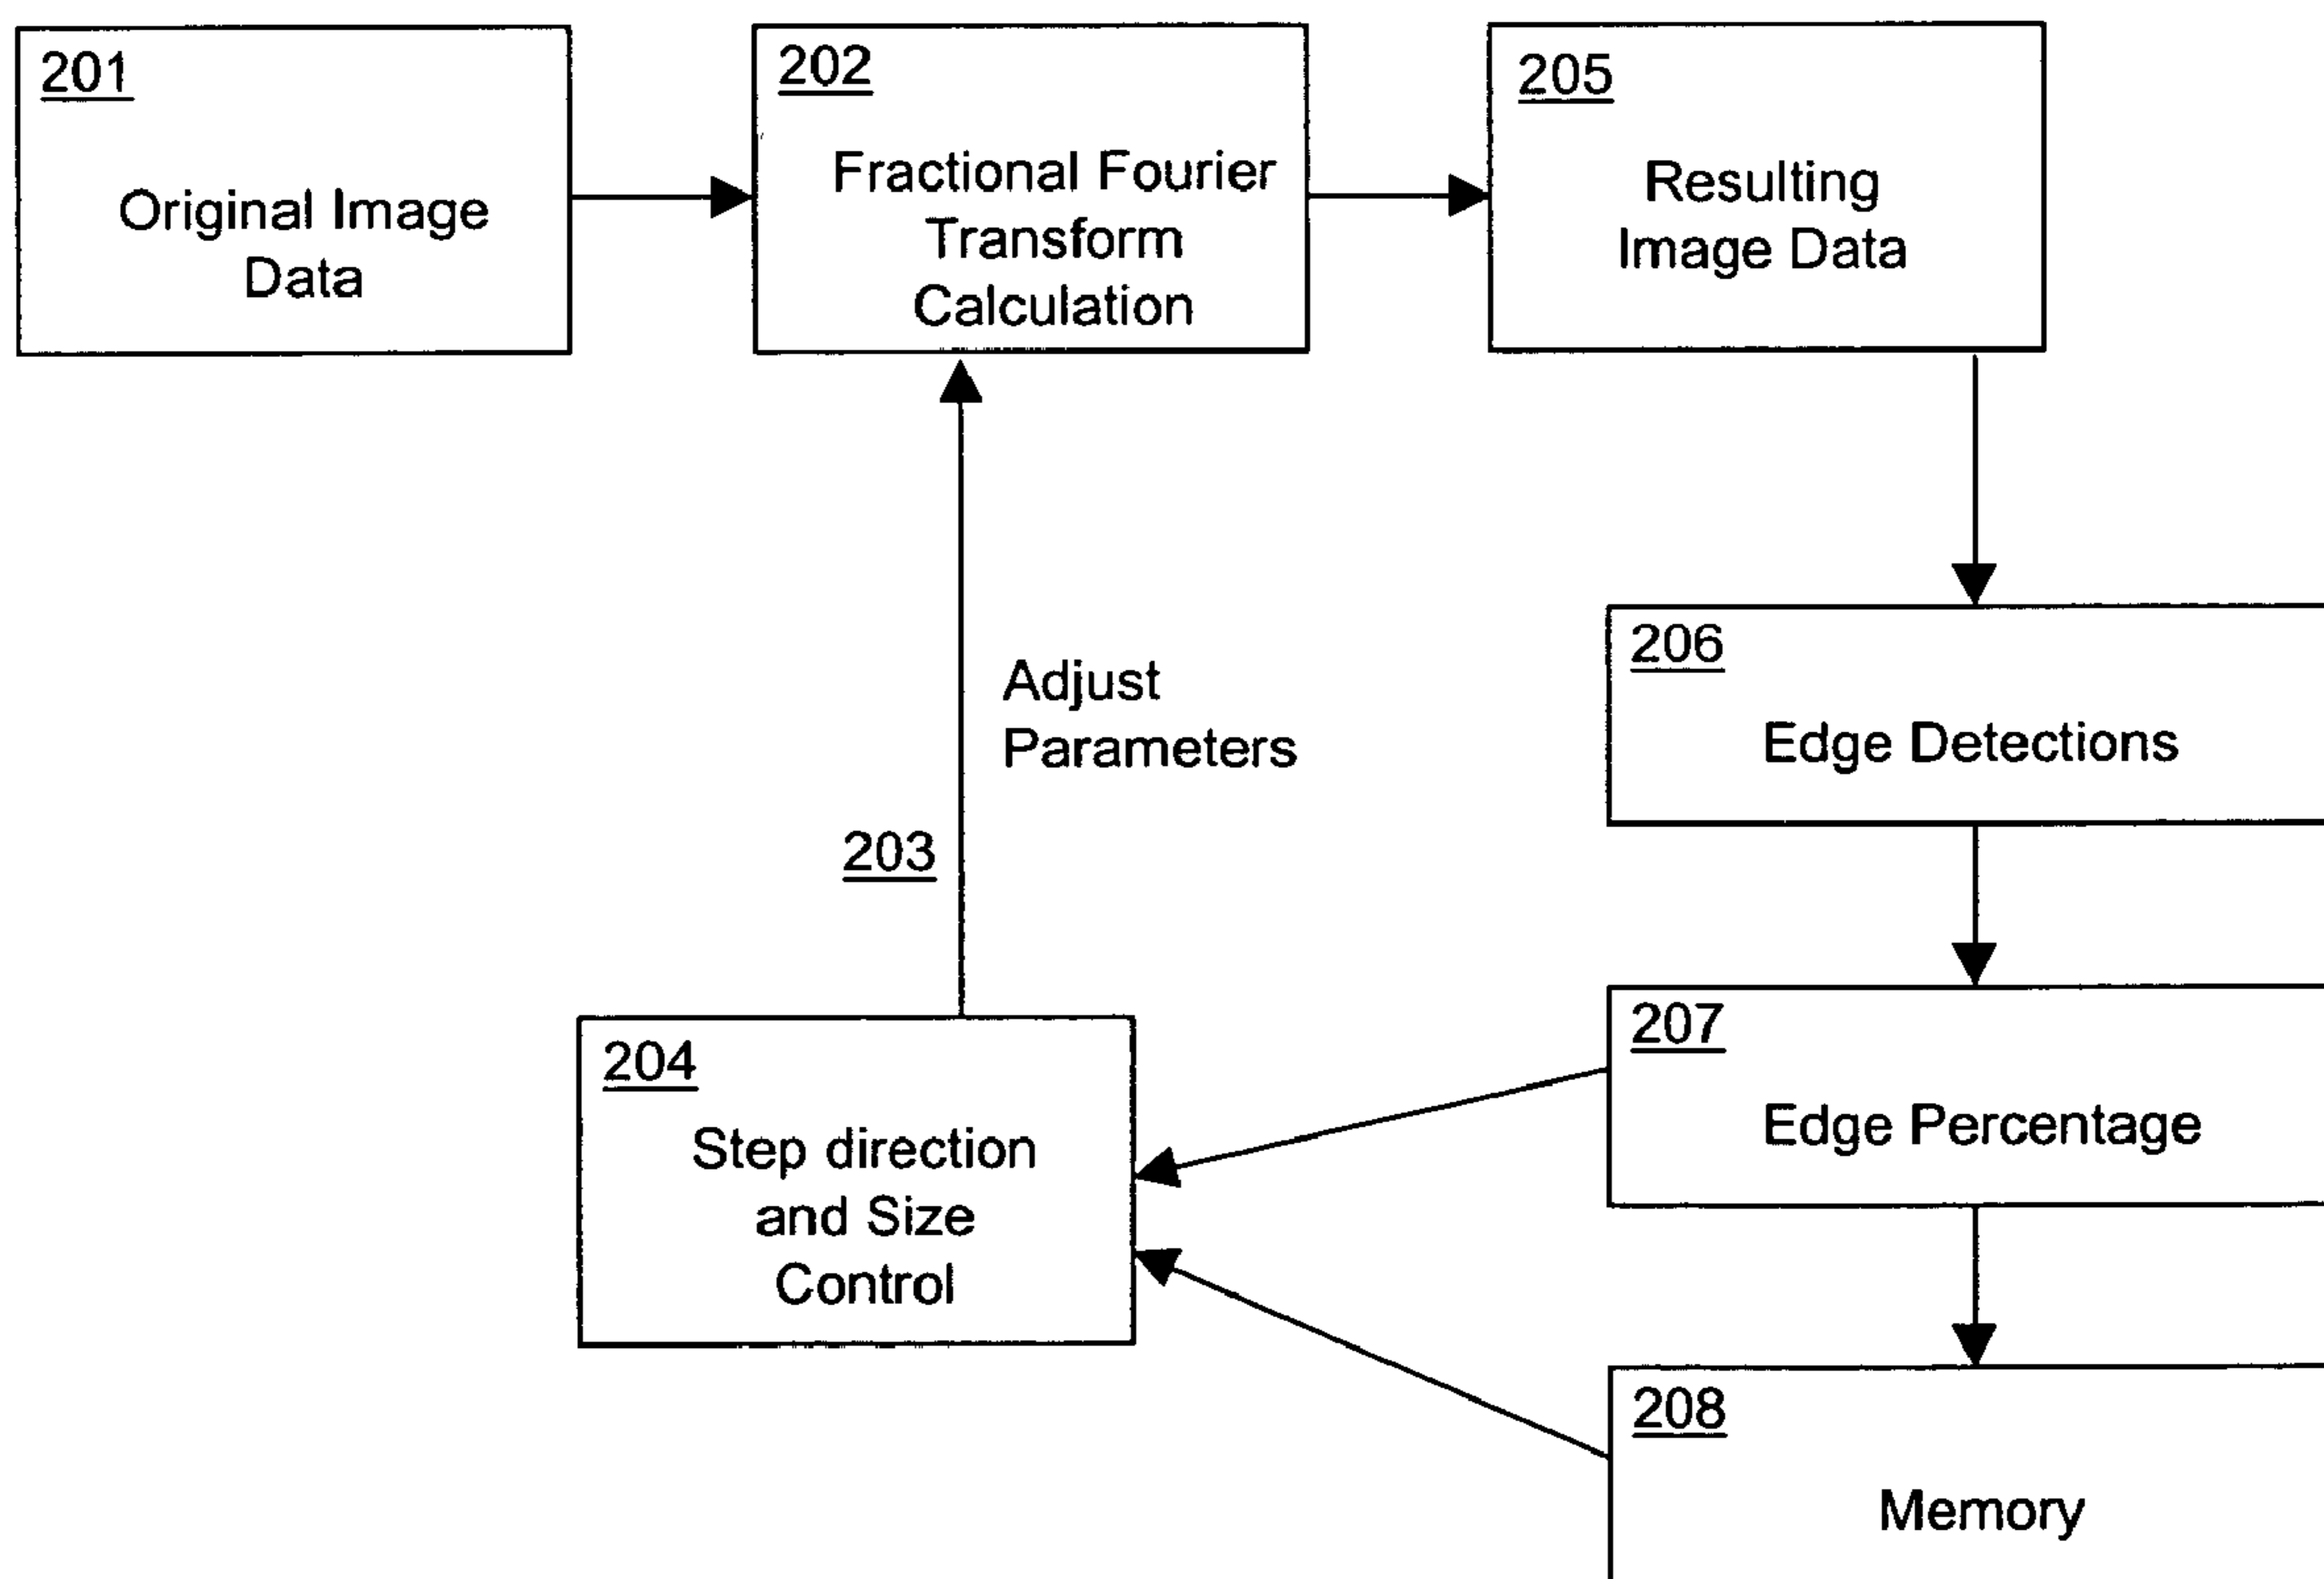 201
Original Image
Data
202
Fractional Fourier
Transform
Calculation
205
Resulting
Image Data
206
Edge Detections
Adjust
Parameters
203
207
Edge Percentage
204
Step direction
and Size
Control
208
Memory